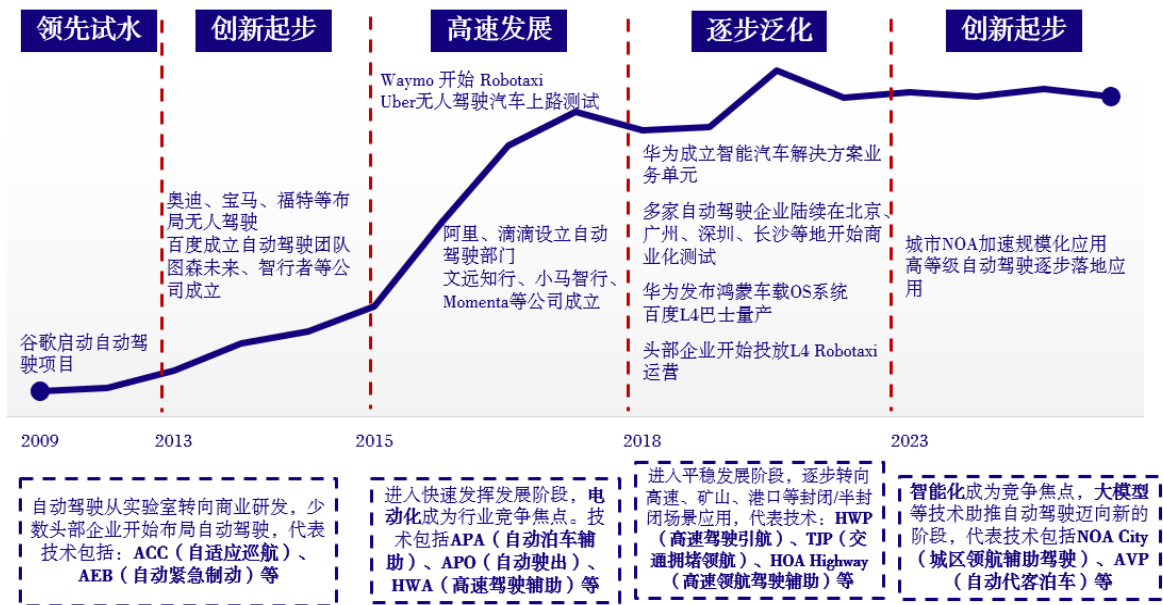 领先试水
创新起步
高速发展
逐步泛化
创新起步
Waymo 开始 Robotaxi
Uber无人驾驶汽车上路测试
奥迪、宝马、福特等布
局无人驾驶
百度成立自动驾驶团队
图森未来、智行者等公
司成立
谷歌启动自动驾
驶项目
阿里、滴滴设立自动
驾驶部门
文远知行、小马智行、
Momenta等公司成立
华为成立智能汽车解决方案业
务单元
多家自动驾驶企业陆续在北京、
广州、深圳、长沙等地开始商
业化测试
华为发布鸿蒙车载OS系统
百度L4巴士量产
头部企业开始投放L4 Robotaxi
运营
城市NOA加速规模化应用
高等级自动驾驶逐步落地应
用
2009
2013
2015
2018
2023
自动驾驶从实验室转向商业研发，少
数头部企业开始布局自动驾驶，代表
技术包括：ACC（自适应巡航）、
AEB（自动紧急制动）等
进入快速发挥发展阶段，电
动化成为行业竞争焦点。技
术包括APA（自动泊车辅
助）、APO（自动驶出）、
HWA（高速驾驶辅助）等
进入平稳发展阶段，逐步转向
高速、矿山、港口等封闭/半封
闭场景应用，代表技术：HWP
（高速驾驶引航）、TJP（交
通拥堵领航）、HOA Highway
（高速领航驾驶辅助）等
智能化成为竞争焦点，大模型
等技术助推自动驾驶迈向新的
阶段，代表技术包括NOA City
（城区领航辅助驾驶）、AVP
（自动代客泊车）等